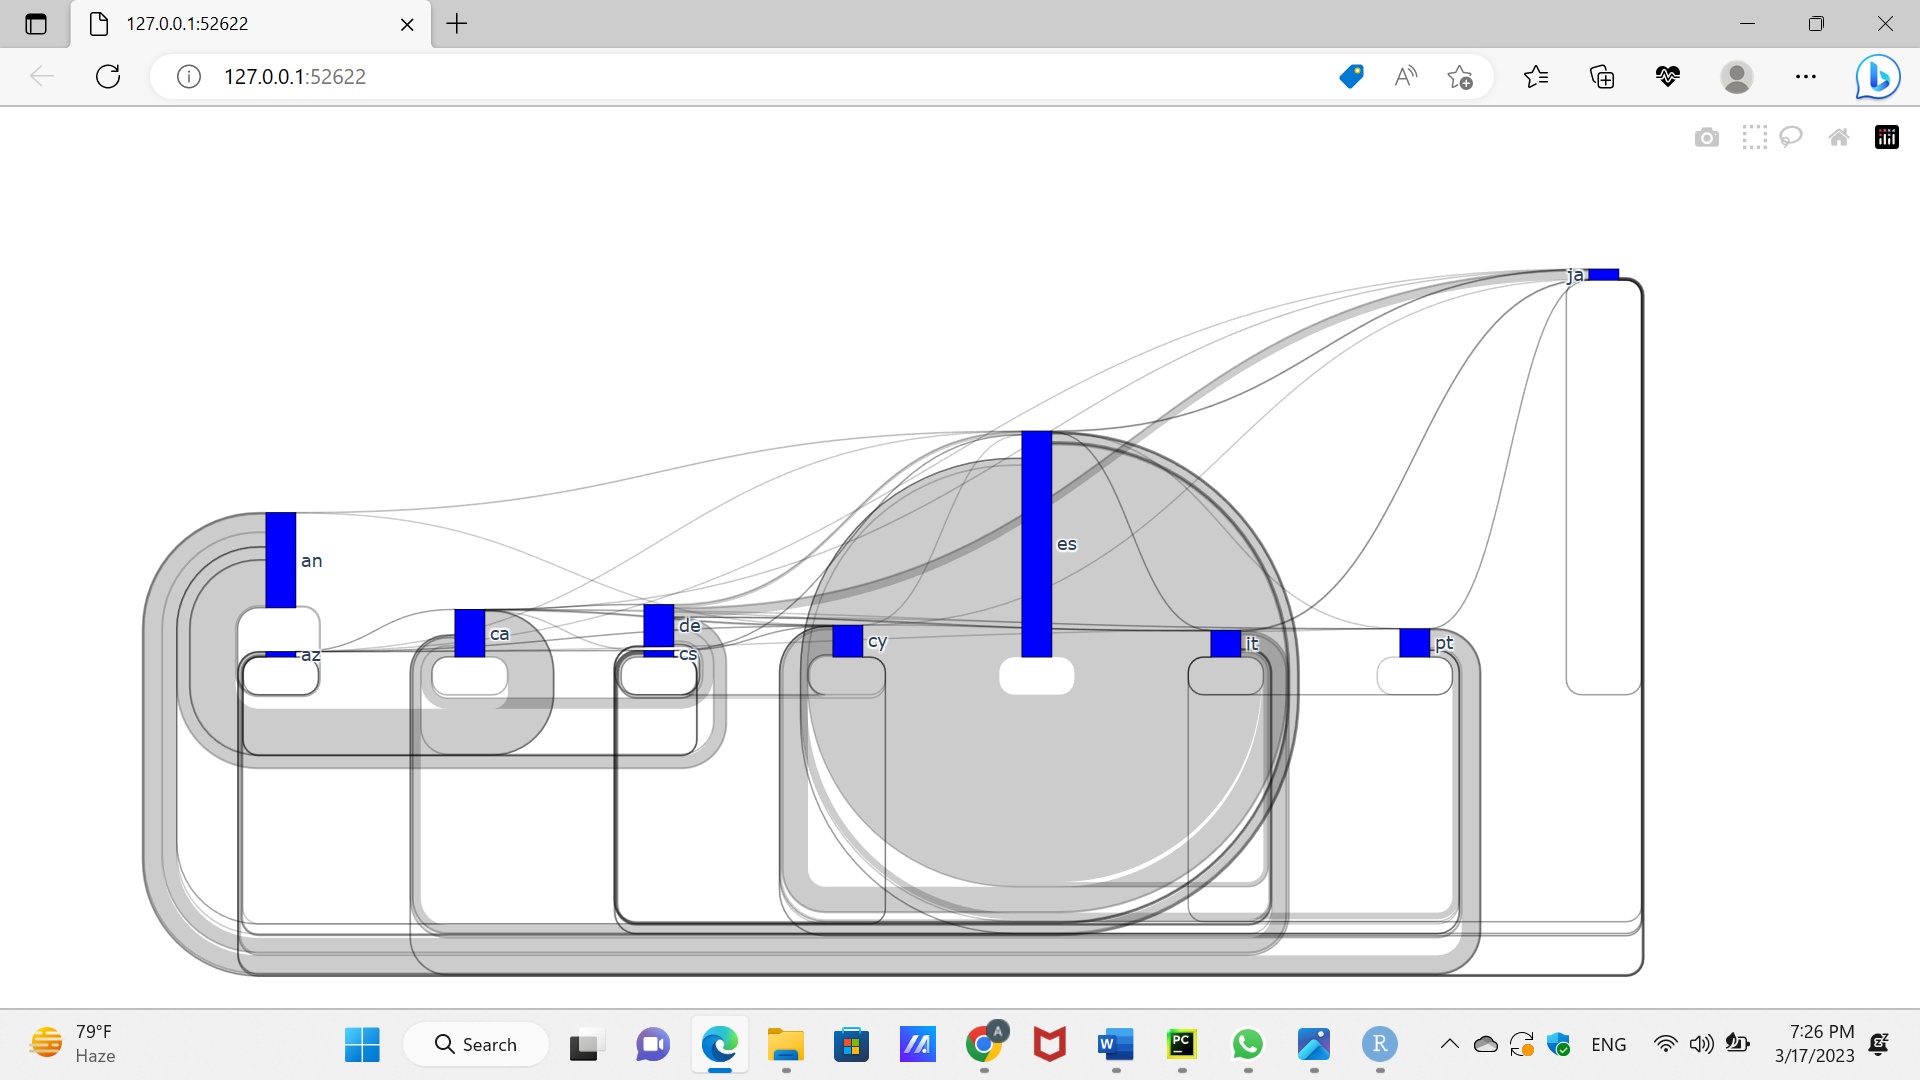 127.0.0.1:52622
127.0.0.1:52622
ja
es
an
de
ca
cy
it
pt
az
cs
79°F
Haze
Search
A
W
PC
R
ENG
7:26 PM
3/17/2023